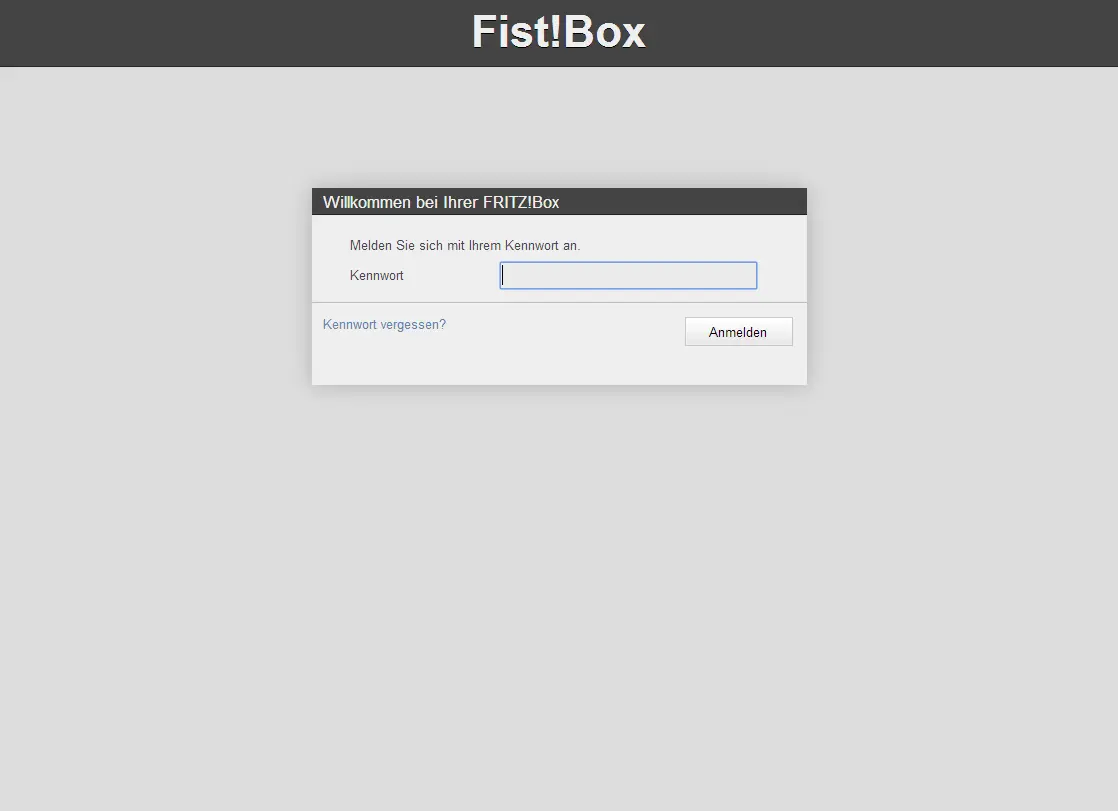 Fist!Box
Willkommen bei Ihrer FRITZ!Box
Melden Sie sich mit Ihrem Kennwort an.
Kennwort
Kennwort vergessen?
Anmelden